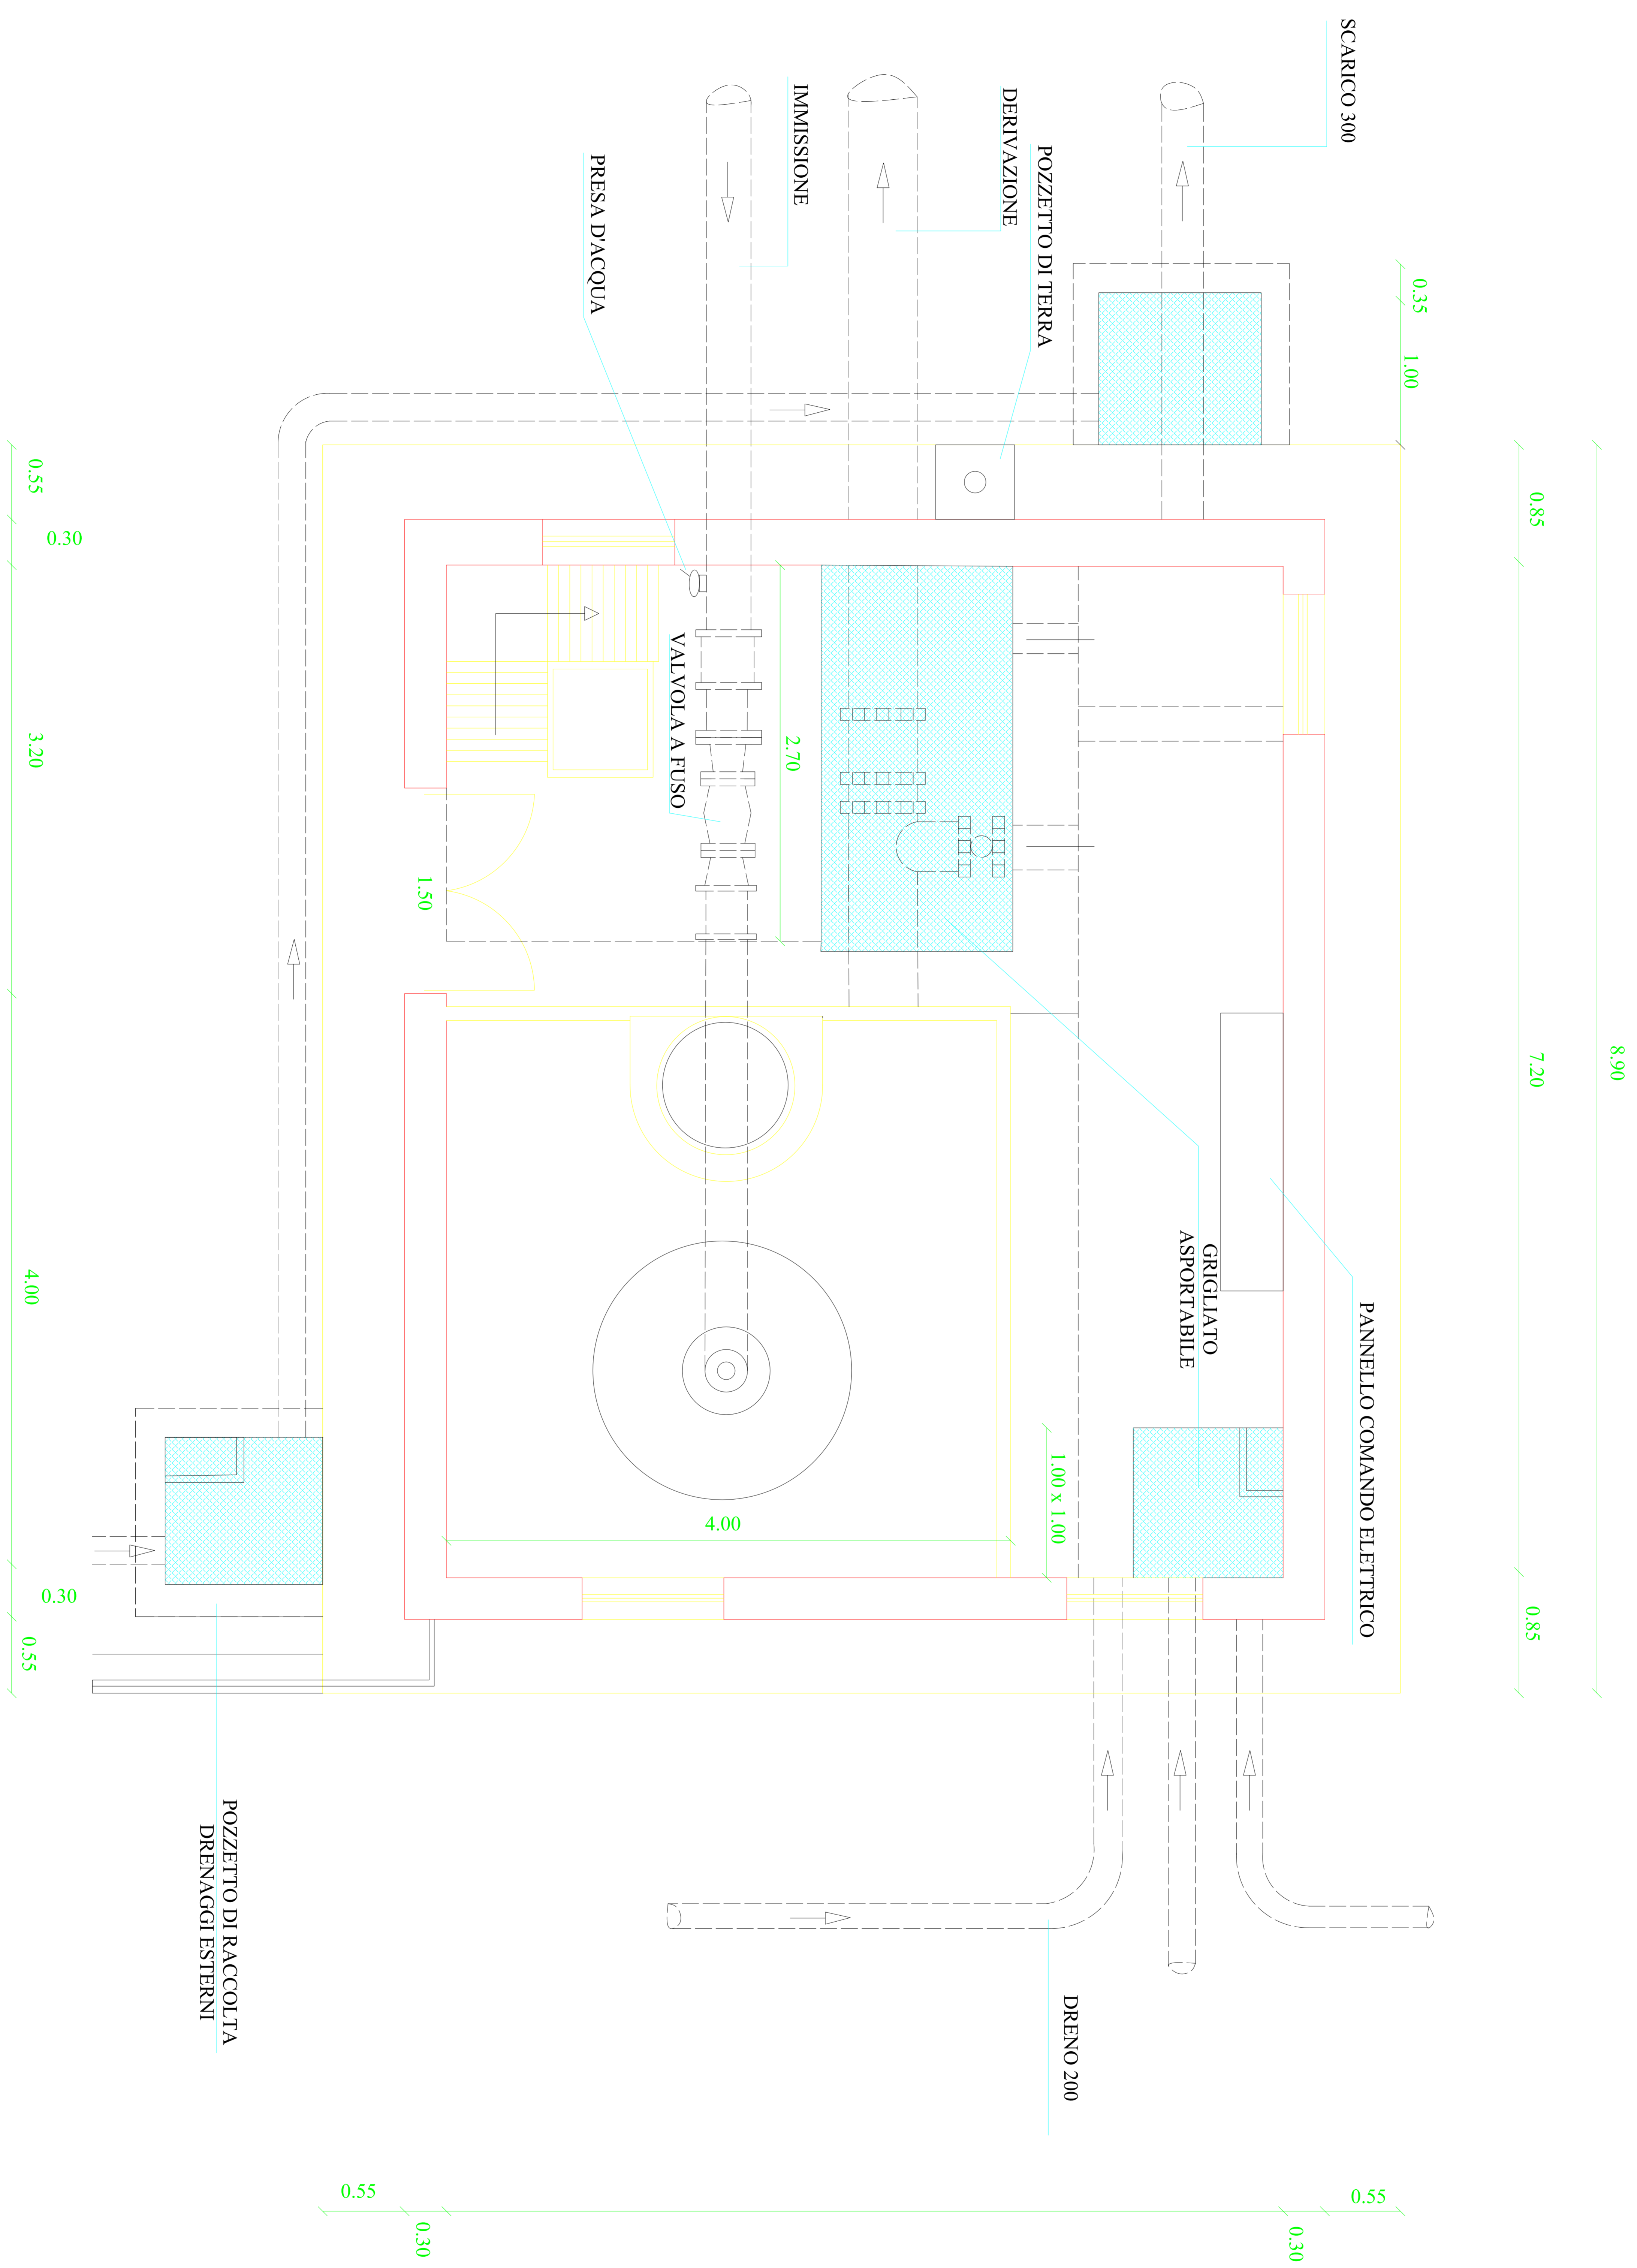 SCARICO 300
IMMISSIONE
DERIVAZIONE
POZZETTO DI TERRA
PRESA D'ACQUA
0.35
1.00
0.55
0.30
0.85
VALVOLA A FUSO
2.70
3.20
1.50
8.90
7.20
GRIGLIATO
ASPORTABILE
PANNELLO COMANDO ELETTRICO
4.00
4.00
1.00 x 1.00
0.30
0.55
0.85
POZZETTO DI RACCOLTA
DRENAGGI ESTERNI
DRENO 200
0.55
0.30
0.30
0.55